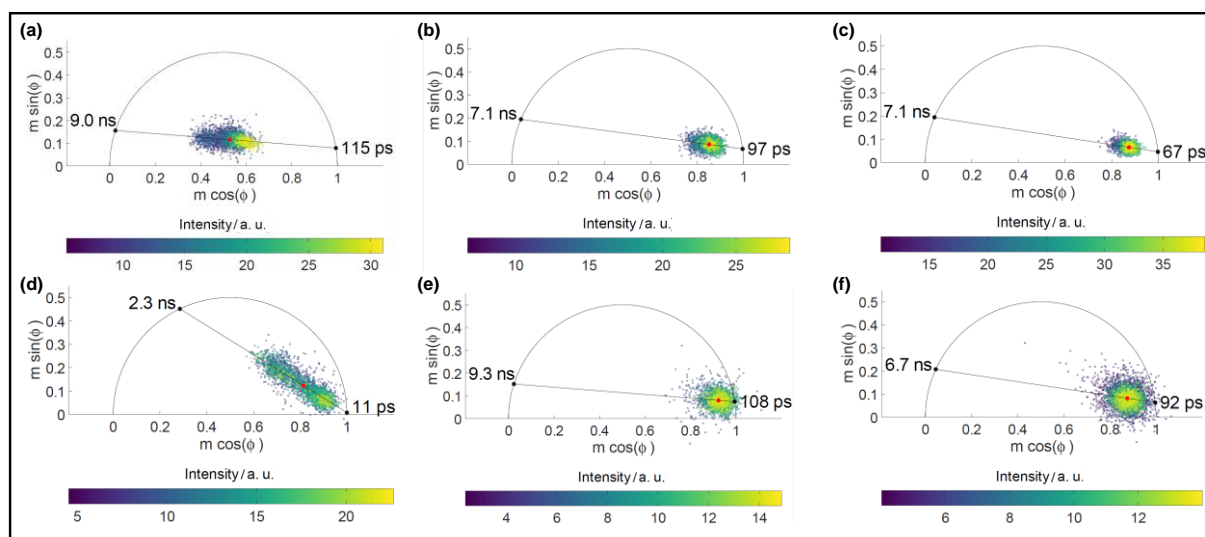 (a)
0.5
0.4
0.3
0.2
0.1
0
m sin(ϕ )
9.0 ns
115 ps
0 0.2 0.4 0.6 0.8 1
m cos(ϕ )
Intensity/ a. u.
10 15 20 25 30
(b)
0.5
0.4
0.3
0.2
0.1
0
m sin(ϕ )
7.1 ns
97 ps
0 0.2 0.4 0.6 0.8 1
m cos(ϕ )
Intensity/ a. u.
10 15 20 25
(c)
0.5
0.4
0.3
0.2
0.1
0
m sin(ϕ )
7.1 ns
67 ps
0 0.2 0.4 0.6 0.8 1
m cos(ϕ )
Intensity/ a. u.
15 20 25 30 35
(d)
0.5
0.4
0.3
0.2
0.1
0
m sin(ϕ )
2.3 ns
11 ps
0 0.2 0.4 0.6 0.8 1
m cos(ϕ )
Intensity/ a. u.
5 10 15 20
(e)
0.5
0.4
0.3
0.2
0.1
0
m sin(ϕ )
9.3 ns
108 ps
0 0.2 0.4 0.6 0.8 1
m cos(ϕ )
Intensity/ a. u.
4 6 8 10 12 14
(f)
0.5
0.4
0.3
0.2
0.1
0
m sin(ϕ )
6.7 ns
92 ps
0 0.2 0.4 0.6 0.8 1
m cos(ϕ )
Intensity/ a. u.
6 8 10 12